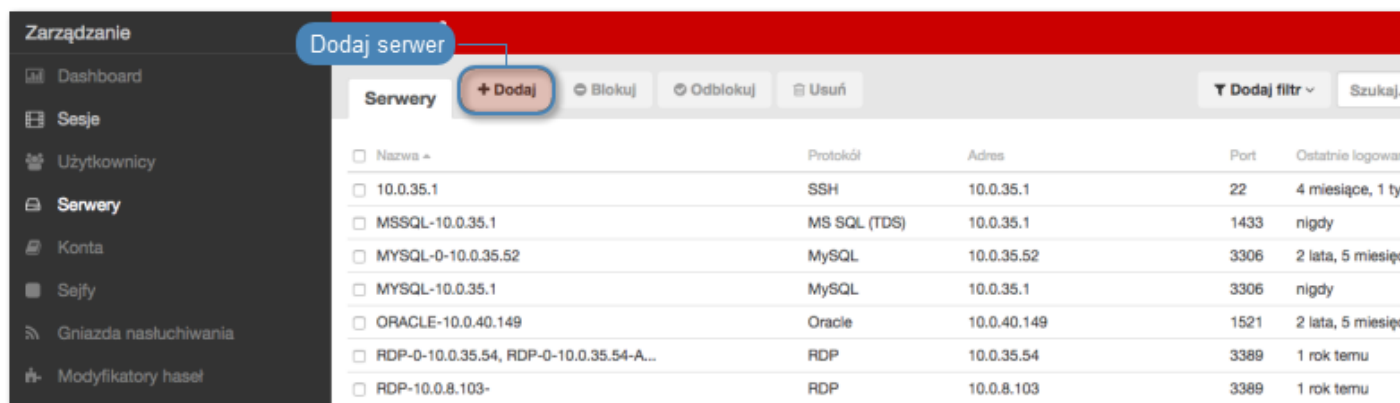 Zarządzanie
Dodaj serwer
Dashboard
Sesje
Użytkownicy
Serwery
Konta
Sejfy
Gniazda nasłuchiwania
Modyfikatory haseł
Serwery + Dodaj Blokuj Odblokuj Usuń Dodaj filtr Szukaj
Nazwa Protokół Adres Port Ostatnie
10.0.35.1 SSH 10.0.35.1 22 4 miesiące, 1
MSSQL-10.0.35.1 MS SQL (TDS) 10.0.35.1 1433 nigdy
MYSQL-0-10.0.35.52 MySQL 10.0.35.52 3306 2 lata, 5
MYSQL-10.0.35.1 MySQL 10.0.35.1 3306 nigdy
ORACLE-10.0.40.149 Oracle 10.0.40.149 1521 2 lata, 5
RDP-0-10.0.35.54, RDP-0-10.0.35.54-A... RDP 10.0.35.54 3389 1 rok temu
RDP-10.0.8.103- RDP 10.0.8.103 3389 1 rok temu